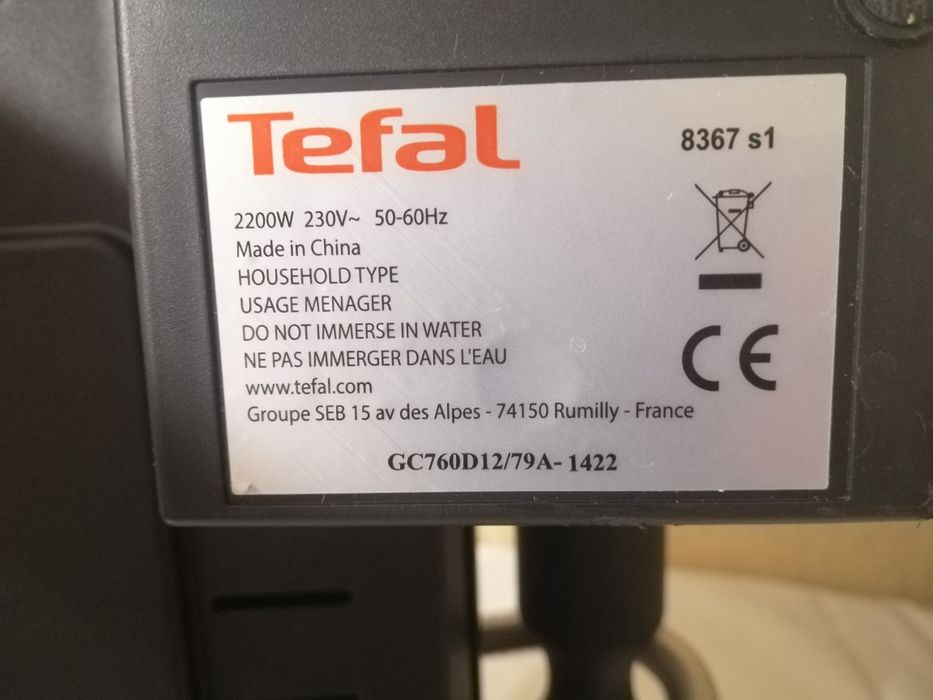 Tefal
8367 s1
2200W 230V~ 50-60Hz
Made in China
HOUSEHOLD TYPE
USAGE MENAGER
DO NOT IMMERSE IN WATER
NE PAS IMMERGER DANS L'EAU
www.tefal.com
Groupe SEB 15 av des Alpes - 74150 Rumilly - France
CE
GC760D12/79A- 1422